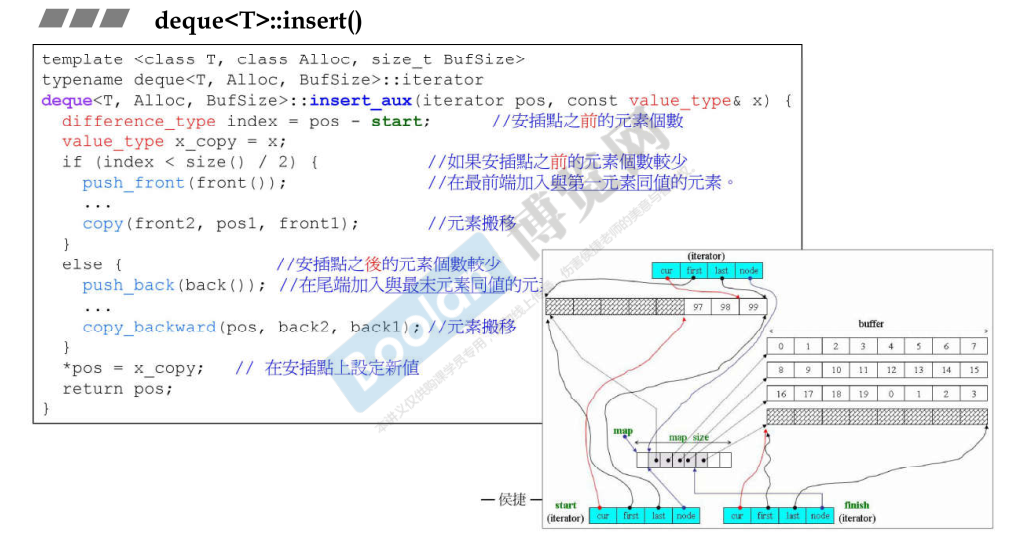 deque<T>::insert()
template <class T, class Alloc, size_t BufSize>
typename deque<T, Alloc, BufSize>::iterator
deque<T, Alloc, BufSize>::insert_aux(iterator pos, const value_type& x) {
difference_type index = pos - start; //安插點之前的元素個數
value_type x_copy = x;
if (index < size() / 2) { //如果安插點之前的元素個數較少
push_front(front()); //在最前端加入與第一元素同值的元素。
...
copy(front2, pos1, front1); //元素搬移
}
else { //安插點之後的元素個數較少
push_back(back()); //在尾端加入與最末元素同值的元
...
copy_backward(pos, back2, back1); //元素搬移
}
*pos = x_copy; // 在安插點上設定新值
return pos;
}
Boolan 博览网
(iterator)
cur first last node
97 98 99
buffer
0 1 2 3 4 5 6 7
8 9 10 11 12 13 14 15
16 17 18 19 0 1 2 3
map
map size
start
(iterator)
cur first last node
cur first last node
finish
(iterator)
— 侯捷 —